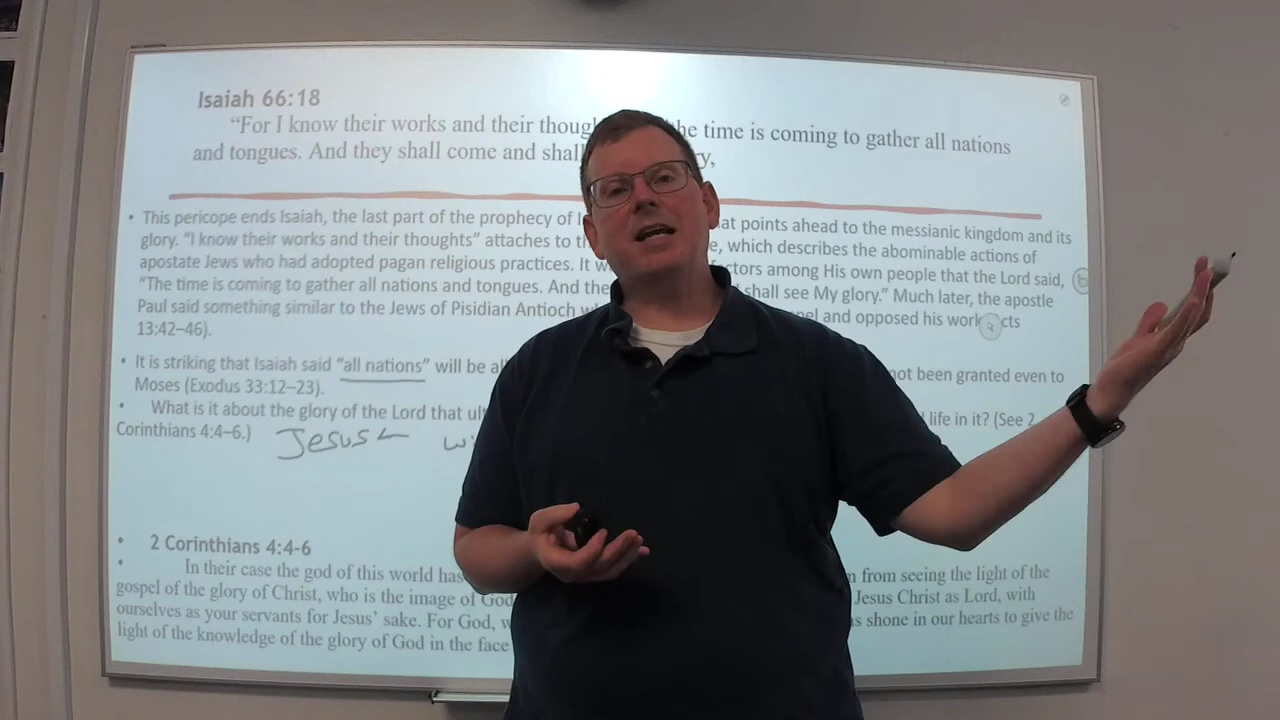 Isaiah 66:18
“For I know their works and their the time is coming to gather all nations
and tongues. And they shall come and
This pericope ends Isaiah, the last part of the prophecy of points ahead to the messianic kingdom and its
glory. “I know their works and their thoughts” attaches to which describes the abominable actions of
apostate Jews who had adopted pagan religious practices. It among His own people that the Lord said,
“The time is coming to gather all nations and tongues. And shall see My glory.” Much later, the apostle
Paul said something similar to the Jews of Pisidian Antioch and opposed his work
13:42–46).
• It is striking that Isaiah said “all nations” will be not been granted even to
Moses (Exodus 33:12–23).
• What is it about the glory of the Lord that life in it? (See 2
Corinthians 4:4–6.) Jesus
• 2 Corinthians 4:4-6
• In their case the god of this world has from seeing the light of the
gospel of the glory of Christ, who is the image of God Jesus Christ as Lord, with
ourselves as your servants for Jesus’ sake. For God, shone in our hearts to give the
light of the knowledge of the glory of God in the face